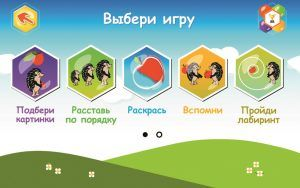 Выбери игру
Подбери
картинки
Расставь
по порядку
Раскрась
Вспомни
Пройди
лабиринт